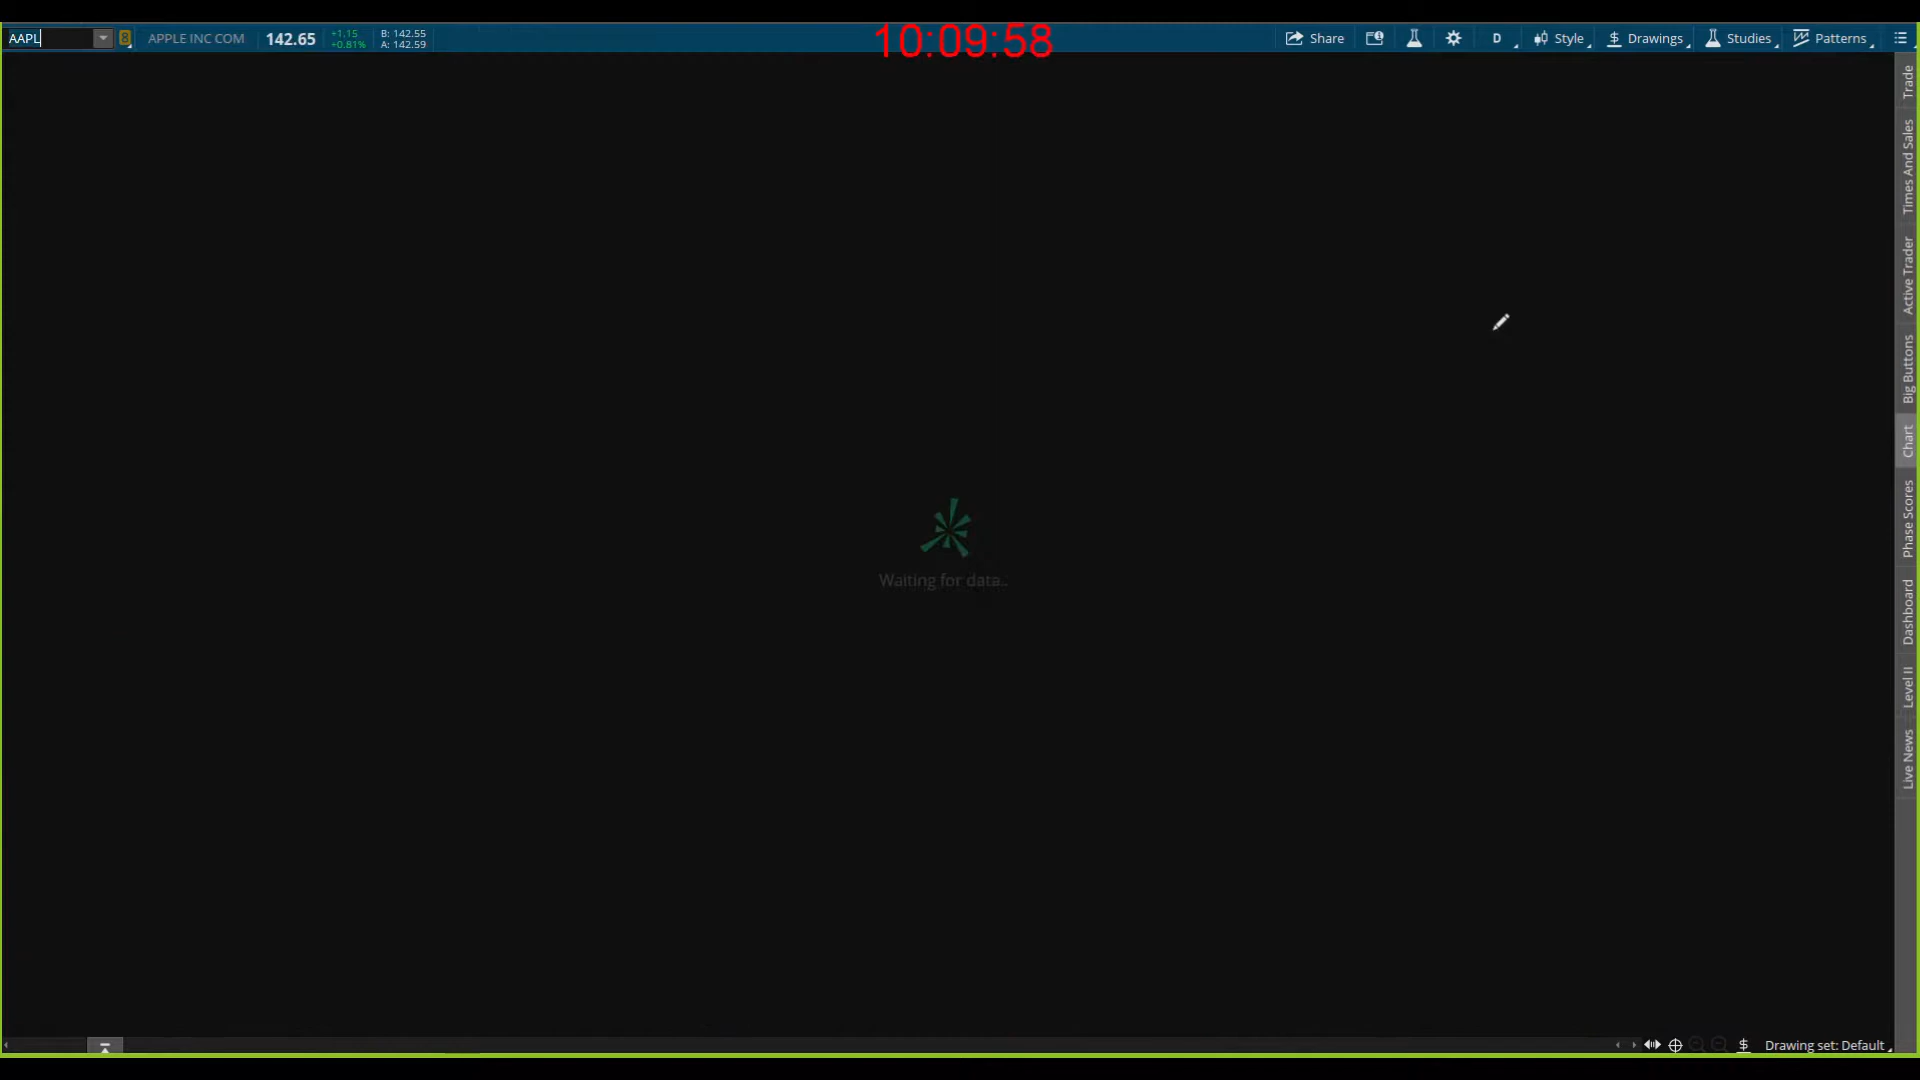 AAPL 8 APPLE INC COM 142.65 +1.15 B: 142.55 10:09:58 Share D Style Drawings Studies Patterns
+0.81% A: 142.59
Trade
Times And Sales
Active Trader
Big Buttons
Chart
Phase Scores
Dashboard
Level II
Live News
Waiting for data..
Drawing set: Default